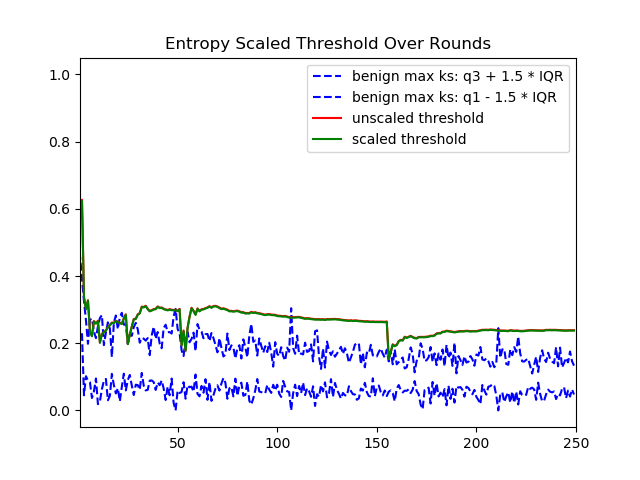 Entropy Scaled Threshold Over Rounds
1.0
0.8
0.6
0.4
0.2
0.0
benign max ks: q3 + 1.5 * IQR
benign max ks: q1 - 1.5 * IQR
unscaled threshold
scaled threshold
50
100
150
200
250